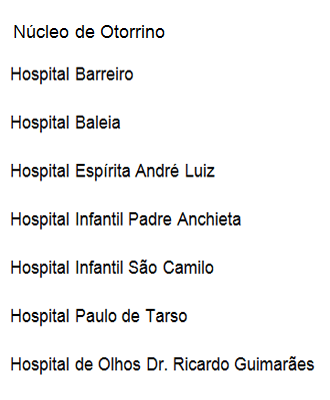 Núcleo de Otorrino
Hospital Barreiro
Hospital Baleia
Hospital Espírita André Luiz
Hospital Infantil Padre Anchieta
Hospital Infantil São Camilo
Hospital Paulo de Tarso
Hospital de Olhos Dr. Ricardo Guimarães